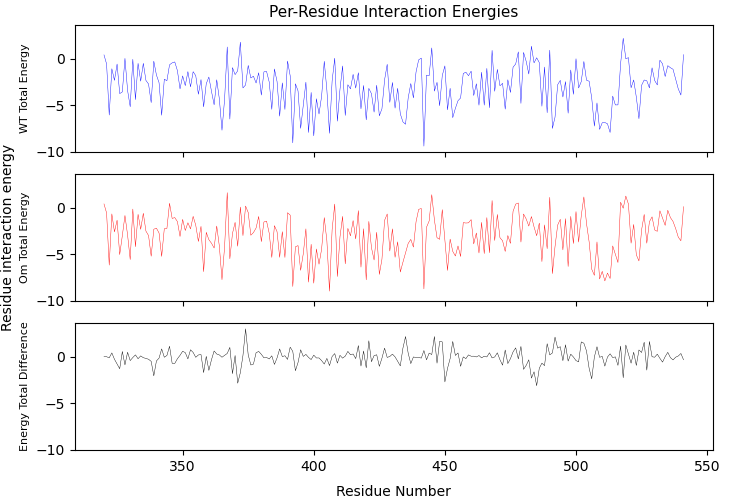 Per-Residue Interaction Energies
Residue interaction energy
WT Total Energy
0
−5
−10
Om Total Energy
0
−5
−10
Energy Total Difference
0
−5
−10
350 400 450 500 550
Residue Number